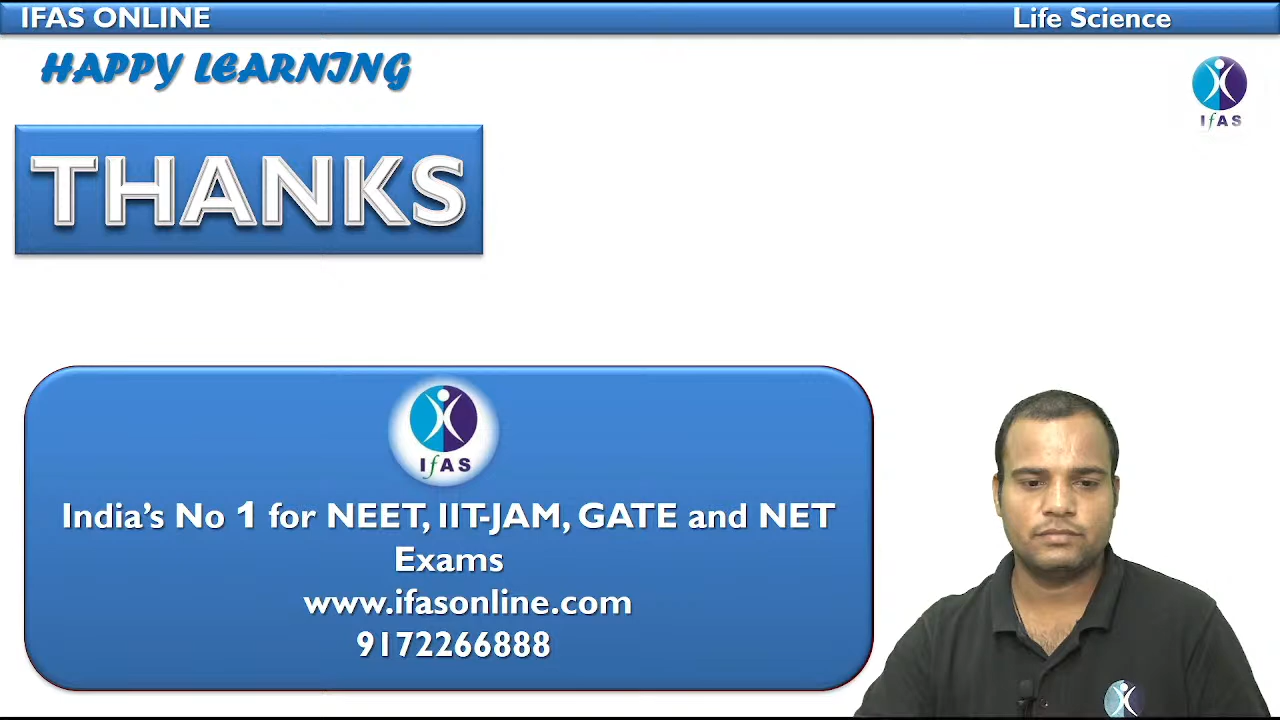 IFAS ONLINE
Life Science
HAPPY LEARNING
IfAS
THANKS
IfAS
India's No 1 for NEET, IIT-JAM, GATE and NET
Exams
www.ifasonline.com
9172266888